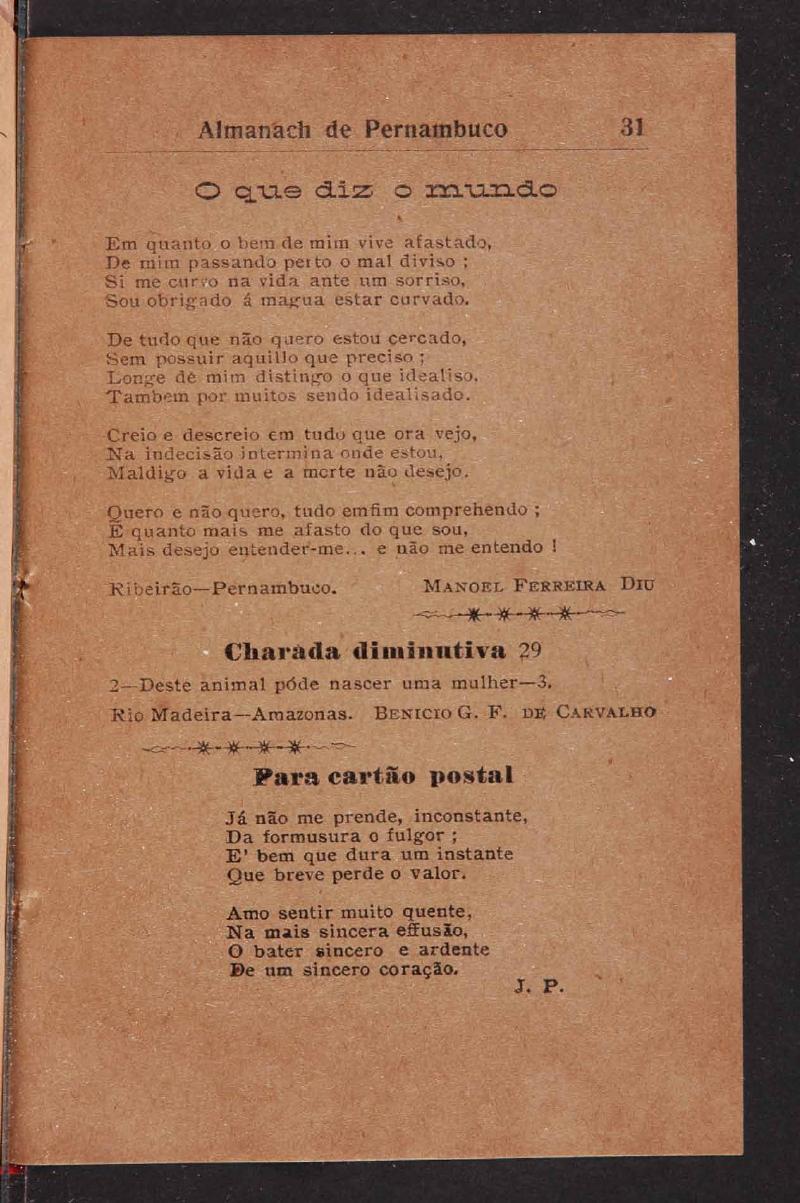 Almanach de Pernambuco 31
O que diz o mundo
Em quanto o bem de mim vive afastado,
De mim passando perto o mal diviso ;
Si me curvo na vida ante um sorriso,
Sou obrigado á magua estar curvado.
De tudo que não quero estou cercado,
Sem possuir aquillo que preciso ;
Longe de mim distingo o que idealiso,
Tambem por muitos sendo idealisado.
Creio e descreio em tudo que ora vejo,
Na indecisão intermina onde estou,
Maldigo a vida e a morte não desejo.
Quero e não quero, tudo emfim comprehendo ;
E quanto mais me afasto do que sou,
Mais desejo entender-me... e não me entendo !
Ribeirão—Pernambuco. MANOEL FERREIRA DIU
Charada diminutiva 29
2—Deste animal póde nascer uma mulher—3.
Rio Madeira—Amazonas. BENICIO G. F. DE CARVALHO
Para cartão postal
Já não me prende, inconstante,
Da formusura o fulgor ;
E' bem que dura um instante
Que breve perde o valor.
Amo sentir muito quente,
Na mais sincera effusão,
O bater sincero e ardente
De um sincero coração.
J. P.